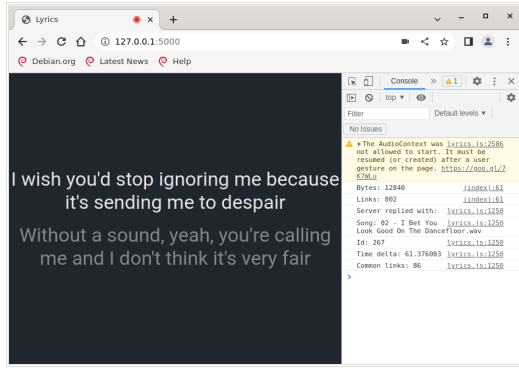 Lyrics
127.0.0.1:5000
Debian.org Latest News Help
Console 1
top
Filter Default levels
No Issues
The AudioContext was lyrics.js:2586
not allowed to start. It must be
resumed (or created) after a user
gesture on the page. https://goo.gl/7
K7WLu
Bytes: 12840 (index):61
Links: 802 (index):61
Server replied with: lyrics.js:1250
Song: 02 - I Bet You lyrics.js:1250
Look Good On The Dancefloor.wav
Id: 267 lyrics.js:1250
Time delta: 61.376003 lyrics.js:1250
Common links: 86 lyrics.js:1250
I wish you'd stop ignoring me because
it's sending me to despair
Without a sound, yeah, you're calling
me and I don't think it's very fair